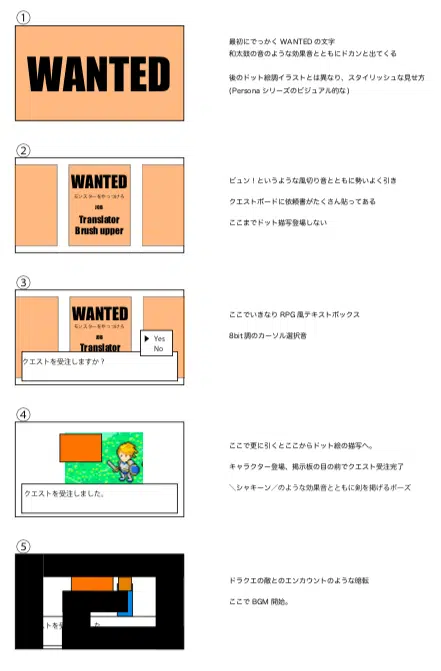 ①
最初にでっかく WANTED の文字
和太鼓の音のような効果音とともにドカンと出てくる
後のドット絵調イラストとは異なり、スタイリッシュな見せ方
(Persona シリーズのビジュアル的な)
WANTED
②
ビュン！というような風切り音とともに勢いよく引き
クエストボードに依頼書がたくさん貼ってある
ここまでドット描写登場しない
WANTED
モンスターをやっつけろ
JOB
Translator
Brush upper
③
ここでいきなり RPG 風テキストボックス
8bit 調のカーソル選択音
WANTED
モンスターをやっつけろ
JOB
Translator
▶ Yes
No
クエストを受注しますか？
④
ここで更に引くとここからドット絵の描写へ。
キャラクター登場、掲示板の目の前でクエスト受注完了
＼シャキーン／のような効果音とともに剣を掲げるポーズ
クエストを受注しました。
⑤
ドラクエの敵とのエンカウントのような暗転
ここで BGM 開始。
ストを受
た